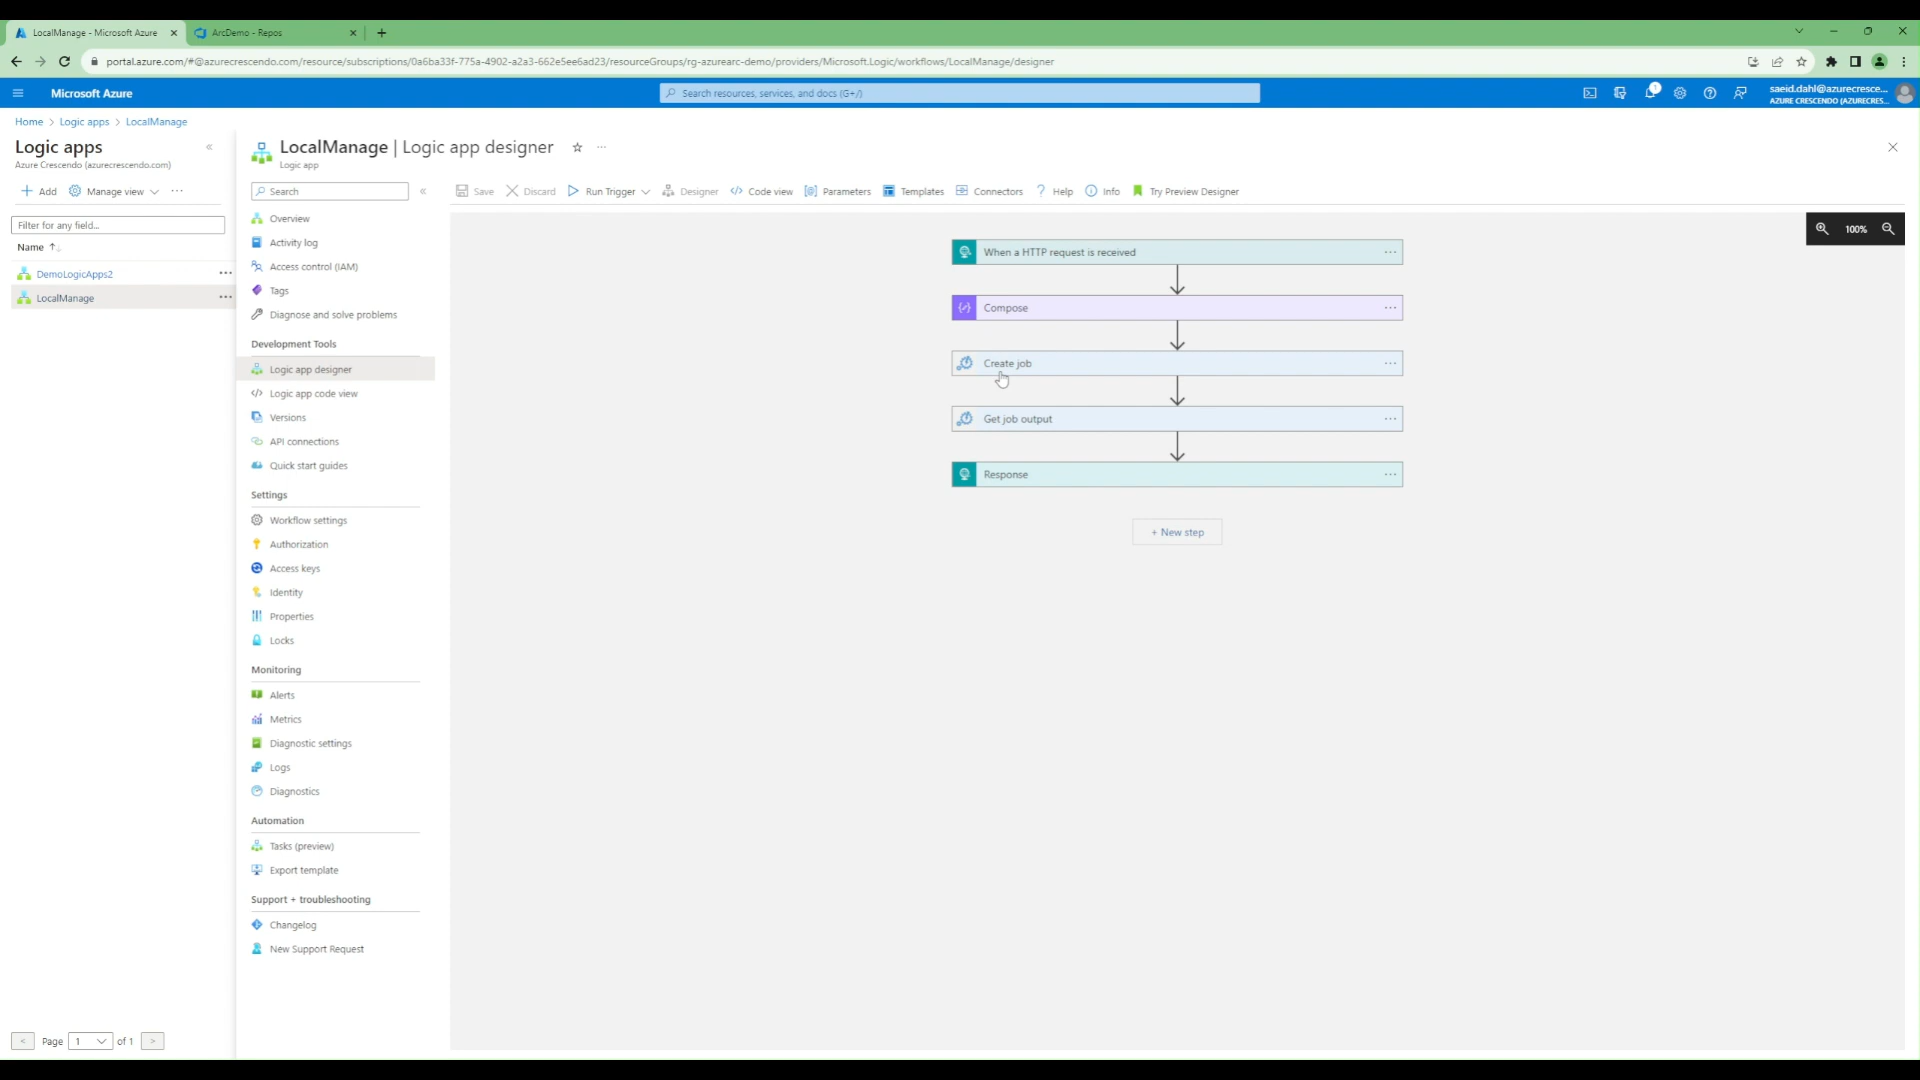 LocalManage - Microsoft Azure
ArcDemo - Repos
portal.azure.com/#@azurecrescendo.com/resource/subscriptions/0a6ba33f-775a-4902-a2a3-662e5ee6ad23/resourceGroups/rg-azurearc-demo/providers/Microsoft.Logic/workflows/LocalManage/designer
Microsoft Azure
Search resources, services, and docs (G+/)
1
saeid.dahl@azurecresce...
AZURE CRESCENDO (AZURECRES...
Home > Logic apps > LocalManage
Logic apps
Azure Crescendo (azurecrescendo.com)
+ Add Manage view ...
Filter for any field...
Name
DemoLogicApps2
LocalManage
< Page 1 of 1 >
LocalManage | Logic app designer
Logic app
Search
Overview
Activity log
Access control (IAM)
Tags
Diagnose and solve problems
Development Tools
Logic app designer
Logic app code view
Versions
API connections
Quick start guides
Settings
Workflow settings
Authorization
Access keys
Identity
Properties
Locks
Monitoring
Alerts
Metrics
Diagnostic settings
Logs
Diagnostics
Automation
Tasks (preview)
Export template
Support + troubleshooting
Changelog
New Support Request
Save Discard Run Trigger Designer Code view Parameters Templates Connectors Help Info Try Preview Designer
100%
When a HTTP request is received
Compose
Create job
Get job output
Response
+ New step